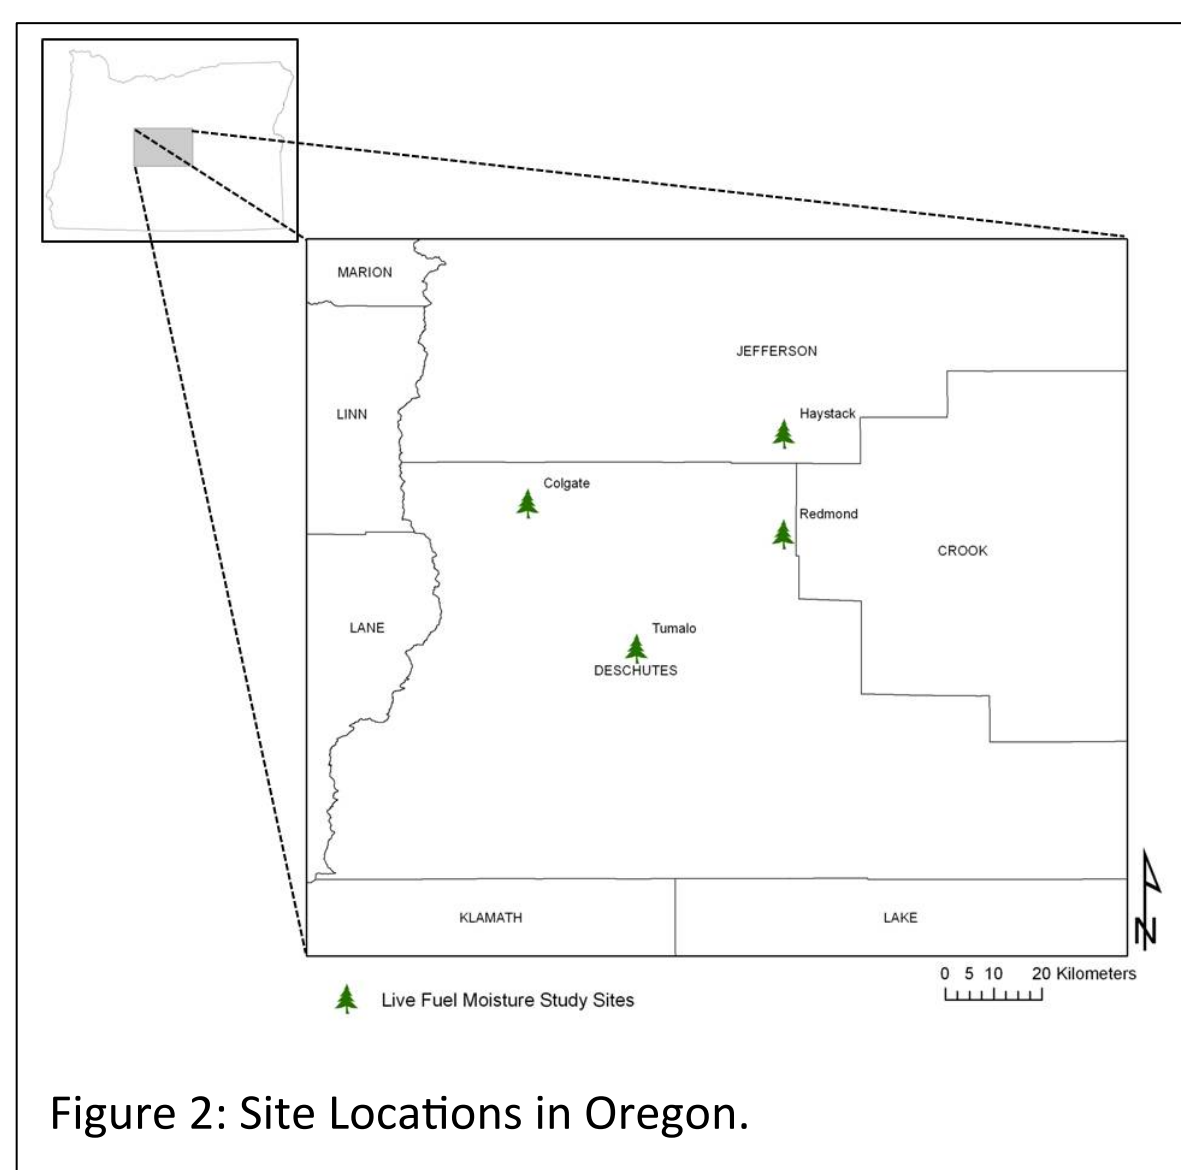 MARION
JEFFERSON
LINN
Haystack
Colgate
Redmond
CROOK
LANE
Tumalo
DESCHUTES
KLAMATH
LAKE
N
0 5 10 20 Kilometers
Live Fuel Moisture Study Sites
Figure 2: Site Locations in Oregon.